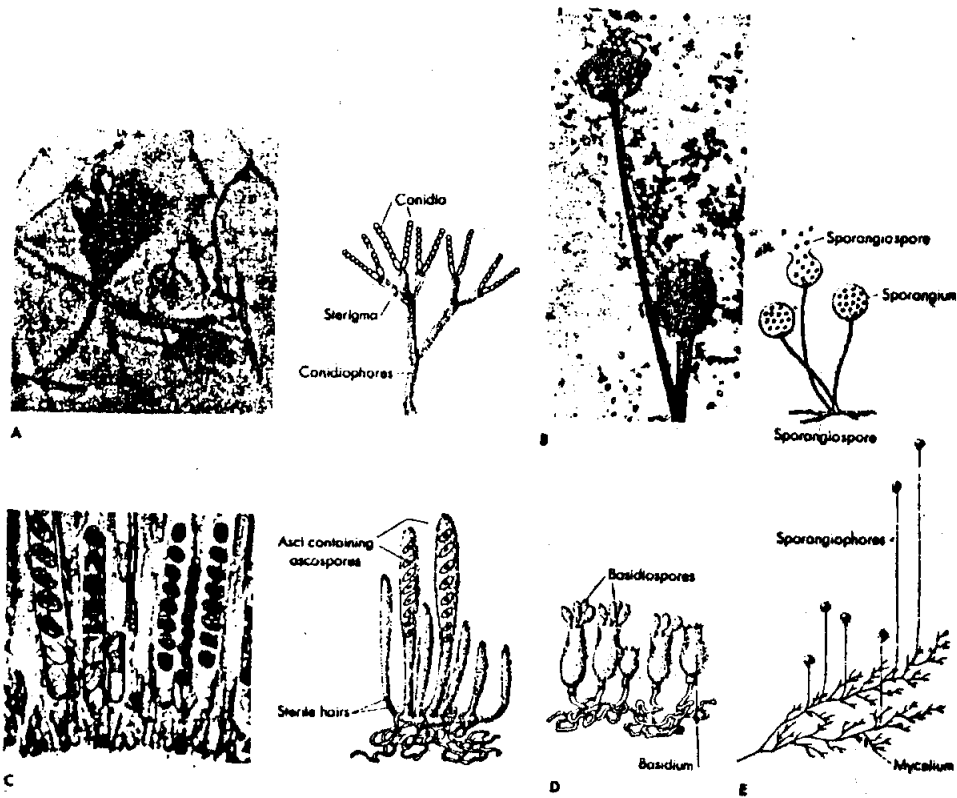 Conidia
Sterigma
Conidiophores
A
B
Sporangiospore
Sporangium
Sporangiospore
Asci containing
ascospores
Sterile hairs
C
Basidiospores
Basidium
D
Sporangiophores
Mycelium
E